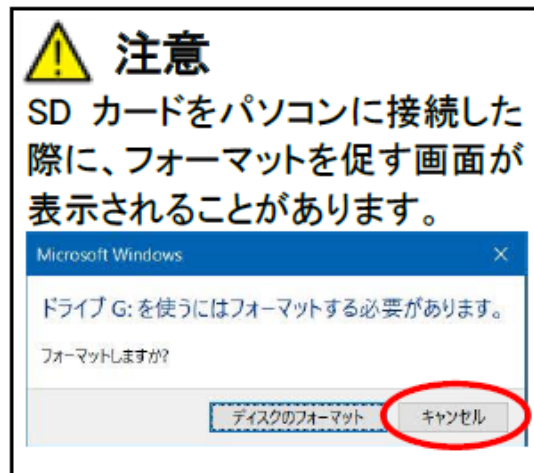 注意
SD カードをパソコンに接続した
際に、フォーマットを促す画面が
表示されることがあります。
Microsoft Windows
ドライブ G: を使うにはフォーマットする必要があります。
フォーマットしますか?
ディスクのフォーマット
キャンセル